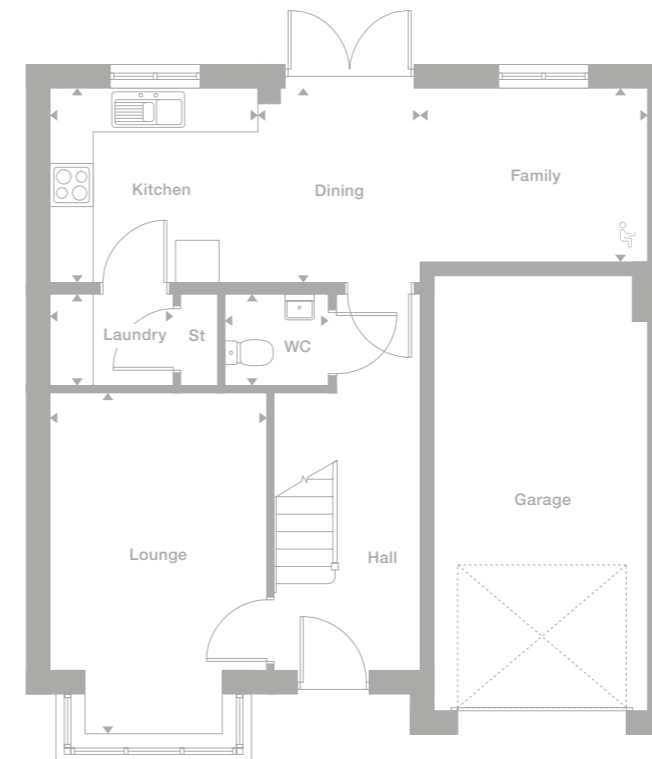 Kitchen
Dining
Family
Laundry
St
WC
Lounge
Hall
Garage